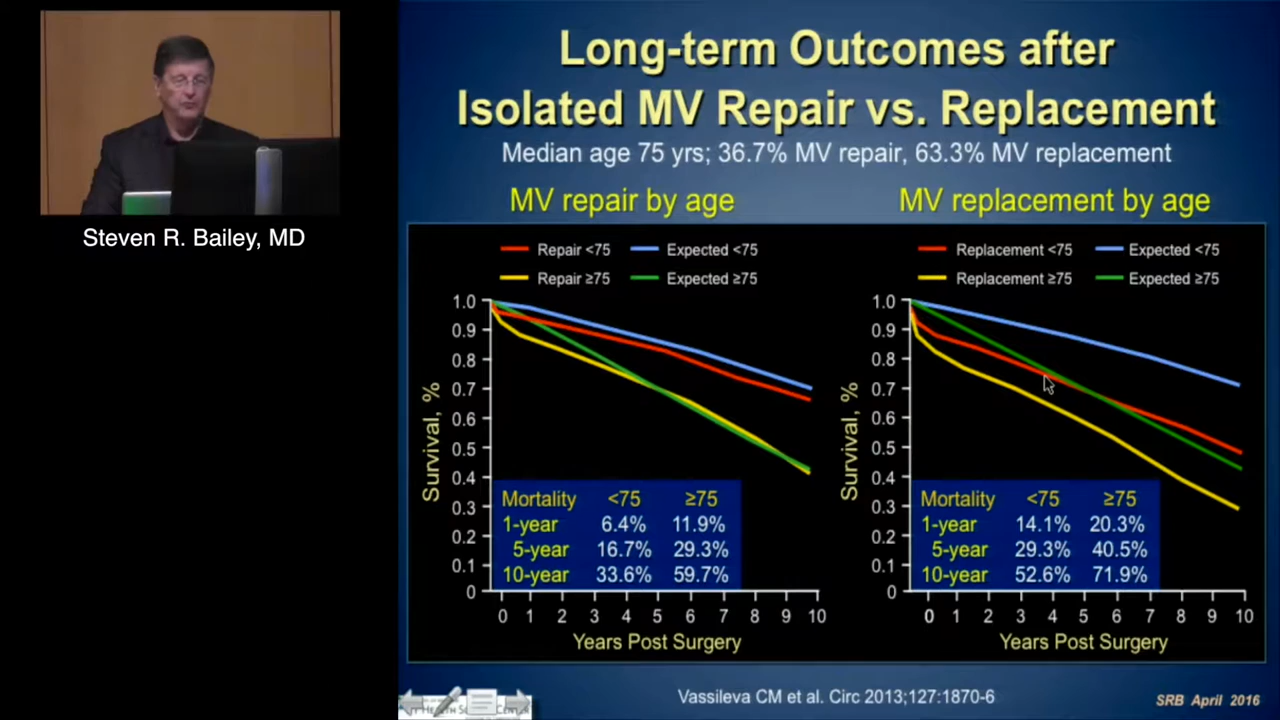 Steven R. Bailey, MD
Long-term Outcomes after
Isolated MV Repair vs. Replacement
Median age 75 yrs; 36.7% MV repair, 63.3% MV replacement
MV repair by age
Repair <75
Expected <75
Repair ≥75
Expected ≥75
Survival, %
1.0
0.9
0.8
0.7
0.6
0.5
0.4
0.3
0.2
0.1
0
Mortality <75 ≥75
1-year 6.4% 11.9%
5-year 16.7% 29.3%
10-year 33.6% 59.7%
0 1 2 3 4 5 6 7 8 9 10
Years Post Surgery
MV replacement by age
Replacement <75
Expected <75
Replacement ≥75
Expected ≥75
Survival, %
1.0
0.9
0.8
0.7
0.6
0.5
0.4
0.3
0.2
0.1
0
Mortality <75 ≥75
1-year 14.1% 20.3%
5-year 29.3% 40.5%
10-year 52.6% 71.9%
0 1 2 3 4 5 6 7 8 9 10
Years Post Surgery
Vassileva CM et al. Circ 2013;127:1870-6
SRB April 2016